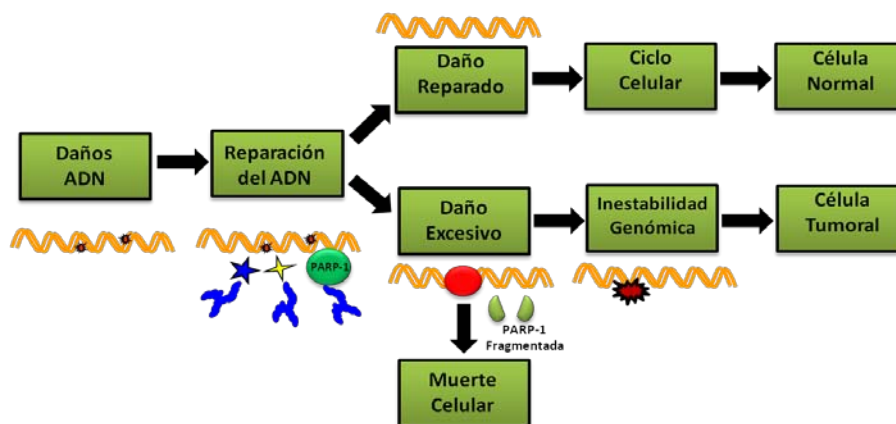 Daño
Reparado
Ciclo
Celular
Célula
Normal
Daños
ADN
Reparación
del ADN
Daño
Excesivo
Inestabilidad
Genómica
Célula
Tumoral
PARP-1
PARP-1
Fragmentada
Muerte
Celular